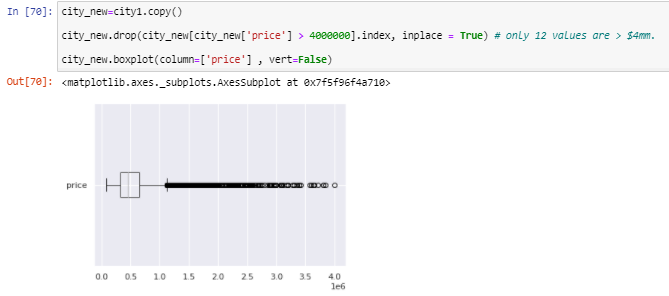 In [70]: city_new=city1.copy()
city_new.drop(city_new[city_new['price'] > 4000000].index, inplace = True) # only 12 values are > $4mm.
city_new.boxplot(column=['price'] , vert=False)
Out[70]: <matplotlib.axes._subplots.AxesSubplot at 0x7f5f96f4a710>
price
0.0 0.5 1.0 1.5 2.0 2.5 3.0 3.5 4.0
1e6